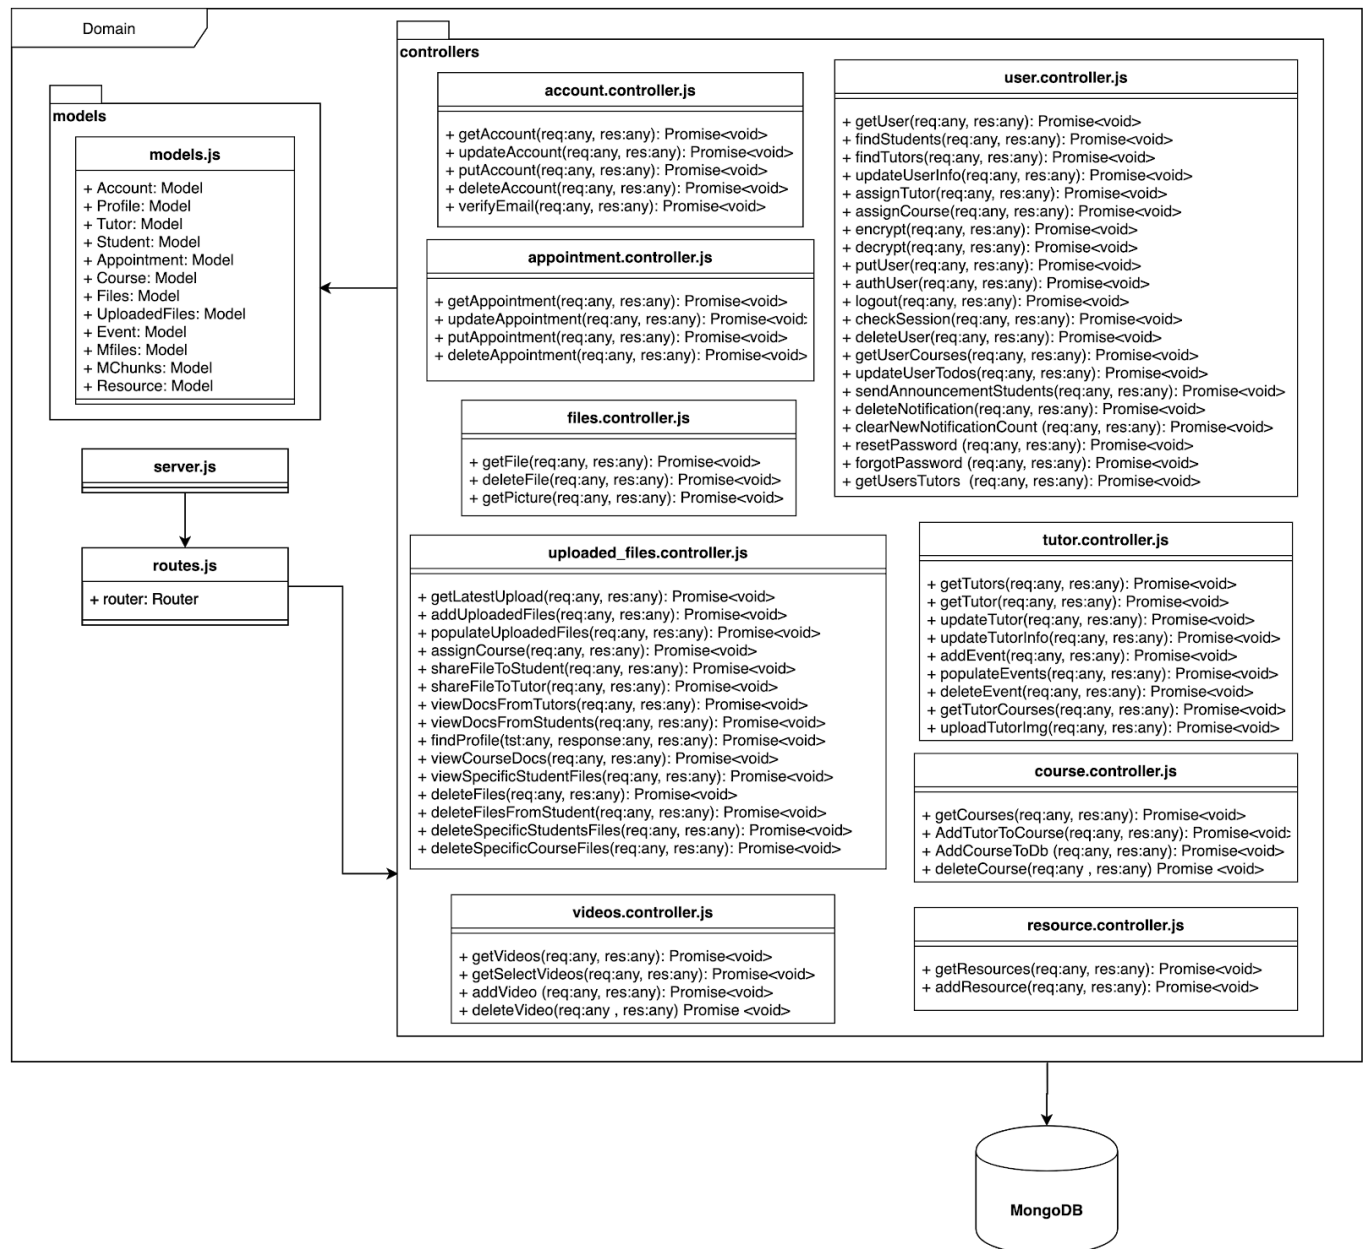 Domain
models
models.js
+ Account: Model
+ Profile: Model
+ Tutor: Model
+ Student: Model
+ Appointment: Model
+ Course: Model
+ Files: Model
+ UploadedFiles: Model
+ Event: Model
+ Mfiles: Model
+ MChunks: Model
+ Resource: Model
server.js
routes.js
+ router: Router
controllers
account.controller.js
+ getAccount(req:any, res:any): Promise<void>
+ updateAccount(req:any, res:any): Promise<void>
+ putAccount(req:any, res:any): Promise<void>
+ deleteAccount(req:any, res:any): Promise<void>
+ verifyEmail(req:any, res:any): Promise<void>
appointment.controller.js
+ getAppointment(req:any, res:any): Promise<void>
+ updateAppointment(req:any, res:any): Promise<void:
+ putAppointment(req:any, res:any): Promise<void>
+ deleteAppointment(req:any, res:any): Promise<void>
files.controller.js
+ getFile(req:any, res:any): Promise<void>
+ deleteFile(req:any, res:any): Promise<void>
+ getPicture(req:any, res:any): Promise<void>
uploaded_files.controller.js
+ getLatestUpload(req:any, res:any): Promise<void>
+ addUploadedFiles(req:any, res:any): Promise<void>
+ populateUploadedFiles(req:any, res:any): Promise<void>
+ assignCourse(req:any, res:any): Promise<void>
+ shareFileToStudent(req:any, res:any): Promise<void>
+ shareFileToTutor(req:any, res:any): Promise<void>
+ viewDocsFromTutors(req:any, res:any): Promise<void>
+ viewDocsFromStudents(req:any, res:any): Promise<void>
+ findProfile(tst:any, response:any, res:any): Promise<void>
+ viewCourseDocs(req:any, res:any): Promise<void>
+ viewSpecificStudentFiles(req:any, res:any): Promise<void>
+ deleteFiles(req:any, res:any): Promise<void>
+ deleteFilesFromStudent(req:any, res:any): Promise<void>
+ deleteSpecificStudentsFiles(req:any, res:any): Promise<void>
+ deleteSpecificCourseFiles(req:any, res:any): Promise<void>
videos.controller.js
+ getVideos(req:any, res:any): Promise<void>
+ getSelectVideos(req:any, res:any): Promise<void>
+ addVideo (req:any, res:any): Promise<void>
+ deleteVideo(req:any , res:any) Promise <void>
user.controller.js
+ getUser(req:any, res:any): Promise<void>
+ findStudents(req:any, res:any): Promise<void>
+ findTutors(req:any, res:any): Promise<void>
+ updateUserInfo(req:any, res:any): Promise<void>
+ assignTutor(req:any, res:any): Promise<void>
+ assignCourse(req:any, res:any): Promise<void>
+ encrypt(req:any, res:any): Promise<void>
+ decrypt(req:any, res:any): Promise<void>
+ putUser(req:any, res:any): Promise<void>
+ authUser(req:any, res:any): Promise<void>
+ logout(req:any, res:any): Promise<void>
+ checkSession(req:any, res:any): Promise<void>
+ deleteUser(req:any, res:any): Promise<void>
+ getUserCourses(req:any, res:any): Promise<void>
+ updateUserTodos(req:any, res:any): Promise<void>
+ sendAnnouncementStudents(req:any, res:any): Promise<void>
+ deleteNotification(req:any, res:any): Promise<void>
+ clearNewNotificationCount (req:any, res:any): Promise<void>
+ resetPassword (req:any, res:any): Promise<void>
+ forgotPassword (req:any, res:any): Promise<void>
+ getUsersTutors (req:any, res:any): Promise<void>
tutor.controller.js
+ getTutors(req:any, res:any): Promise<void>
+ getTutor(req:any, res:any): Promise<void>
+ updateTutor(req:any, res:any): Promise<void>
+ updateTutorInfo(req:any, res:any): Promise<void>
+ addEvent(req:any, res:any): Promise<void>
+ populateEvents(req:any, res:any): Promise<void>
+ deleteEvent(req:any, res:any): Promise<void>
+ getTutorCourses(req:any, res:any): Promise<void>
+ uploadTutorImg(req:any, res:any): Promise<void>
course.controller.js
+ getCourses(req:any, res:any): Promise<void>
+ AddTutorToCourse(req:any, res:any): Promise<void:
+ AddCourseToDb (req:any, res:any): Promise<void>
+ deleteCourse(req:any , res:any) Promise <void>
resource.controller.js
+ getResources(req:any, res:any): Promise<void>
+ addResource(req:any, res:any): Promise<void>
MongoDB